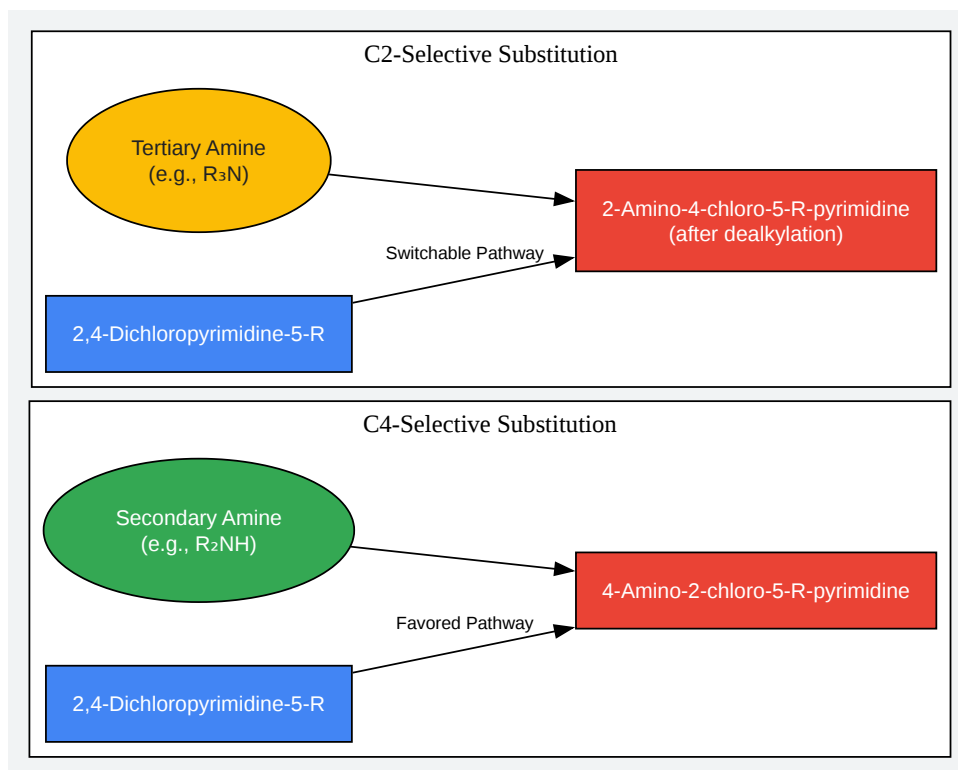 C2-Selective Substitution
Tertiary Amine
(e.g., R₃N)
2-Amino-4-chloro-5-R-pyrimidine
(after dealkylation)
Switchable Pathway
2,4-Dichloropyrimidine-5-R
C4-Selective Substitution
Secondary Amine
(e.g., R₂NH)
4-Amino-2-chloro-5-R-pyrimidine
Favored Pathway
2,4-Dichloropyrimidine-5-R